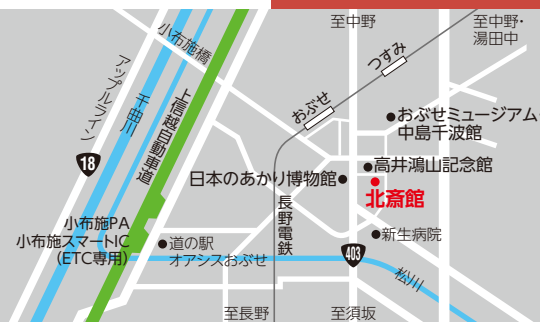 至中野
至中野・
湯田中
小布施橋
つすみ
アップルライン
千曲川
上信越自動車道
おぶせ
おぶせミュージアム・
中島千波館
18
高井鴻山記念館
日本のあかり博物館
北斎館
長野電鉄
小布施PA
小布施スマートIC
(ETC専用)
道の駅
オアシスおぶせ
新生病院
403
松川
至長野
至須坂